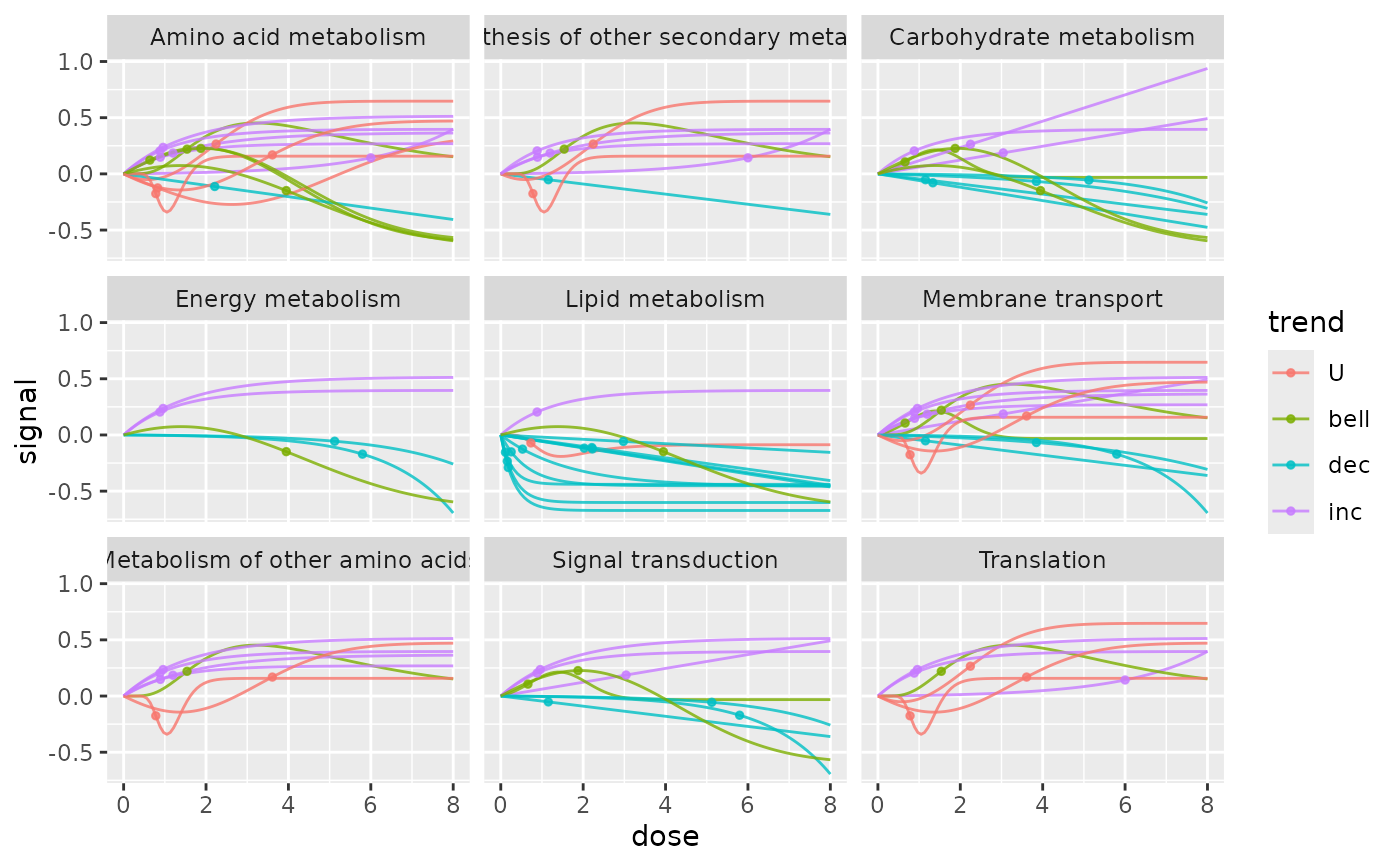 Amino acid metabolism
thesis of other secondary meta
Carbohydrate metabolism
1.0
0.5
0.0
-0.5
Energy metabolism
Lipid metabolism
Membrane transport
1.0
0.5
0.0
-0.5
Metabolism of other amino acids
Signal transduction
Translation
1.0
0.5
0.0
-0.5
0 2 4 6 8
0 2 4 6 8
0 2 4 6 8
dose
signal
trend
U
bell
dec
inc